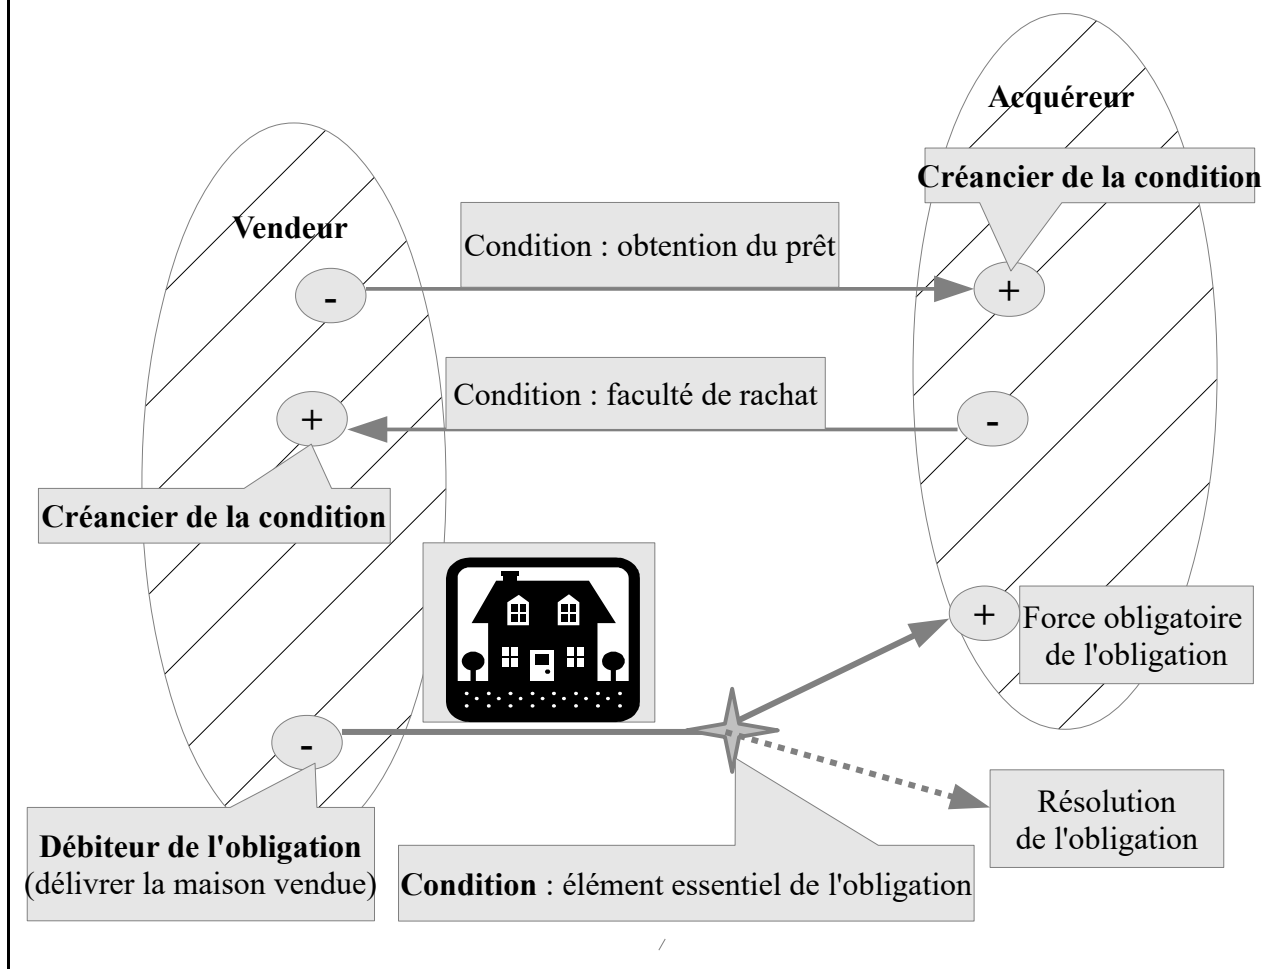 Acquéreur
Créancier de la condition
Vendeur
Condition : obtention du prêt
-
+
Condition : faculté de rachat
+
-
Créancier de la condition
+
Force obligatoire
de l'obligation
-
Résolution
de l'obligation
Débiteur de l'obligation
(délivrer la maison vendue)
Condition : élément essentiel de l'obligation
/